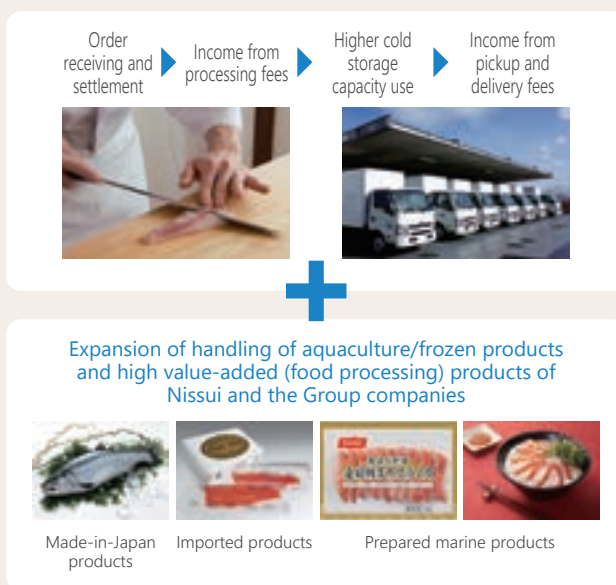 Order
receiving and
settlement
Income from
processing fees
Higher cold
storage
capacity use
Income from
pickup and
delivery fees
Expansion of handling of aquaculture/frozen products
and high value-added (food processing) products of
Nissui and the Group companies
Made-in-Japan
products
Imported products
Prepared marine products